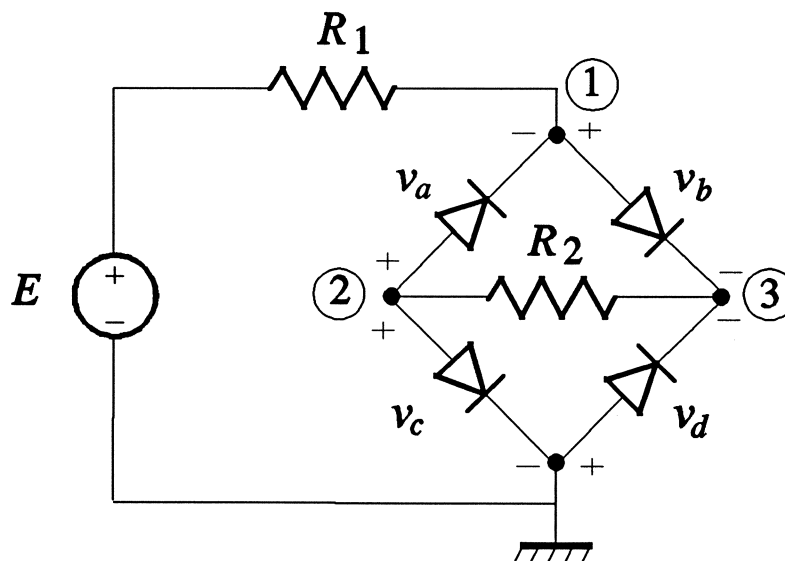 R1
1
− +
va vb
R2
+ −
E + 2 3
− + −
vc vd
− +